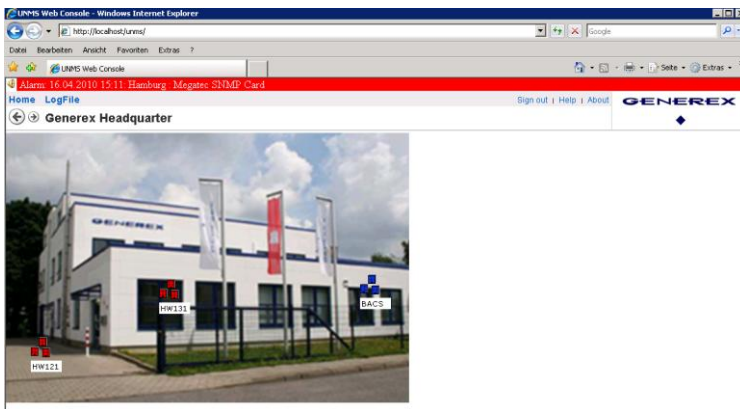 UNMS Web Console - Windows Internet Explorer
http://localhost/unms/
Google
Datei Bearbeiten Ansicht Favoriten Extras ?
UNMS Web Console
Seite Extras
Alarm: 16.04.2010 15:11: Hamburg Megatec SNMP Card
Home LogFile
Sign out | Help | About
GENEREX
Generex Headquarter
GENEREX
HW131
BACS
HW121